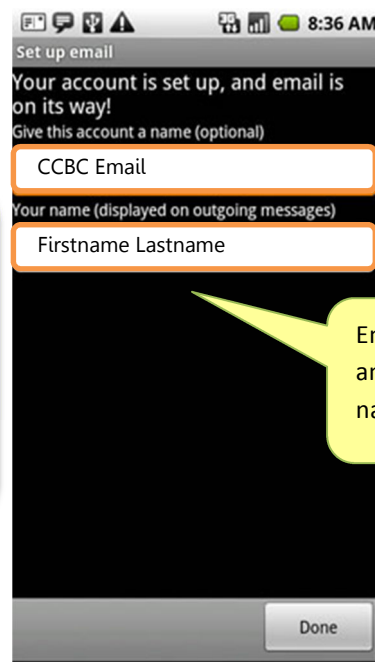 8:36 AM
Set up email
Your account is set up, and email is
on its way!
Give this account a name (optional)
CCBC Email
Your name (displayed on outgoing messages)
Firstname Lastname
Done